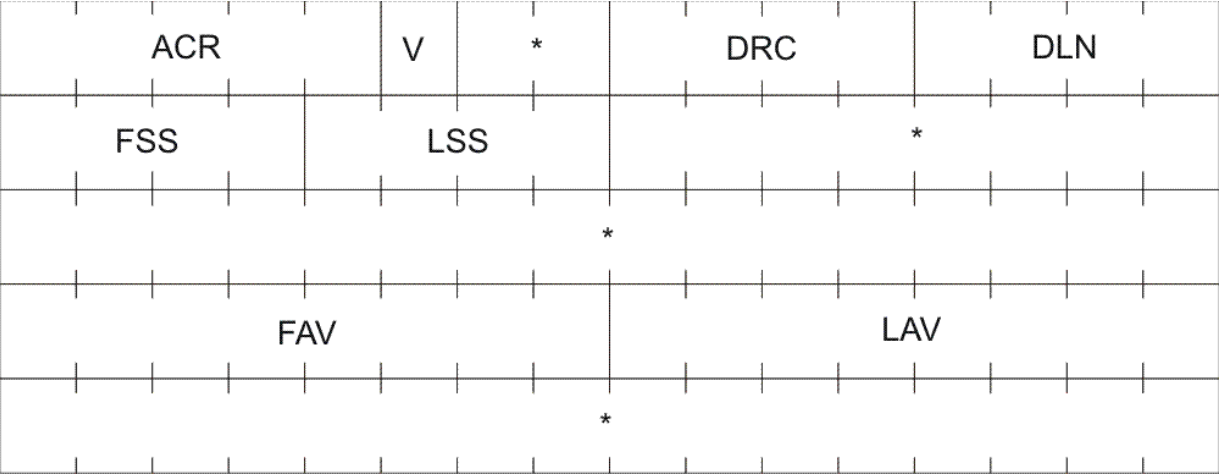 ACR V * DRC DLN
FSS LSS *
*
FAV LAV
*